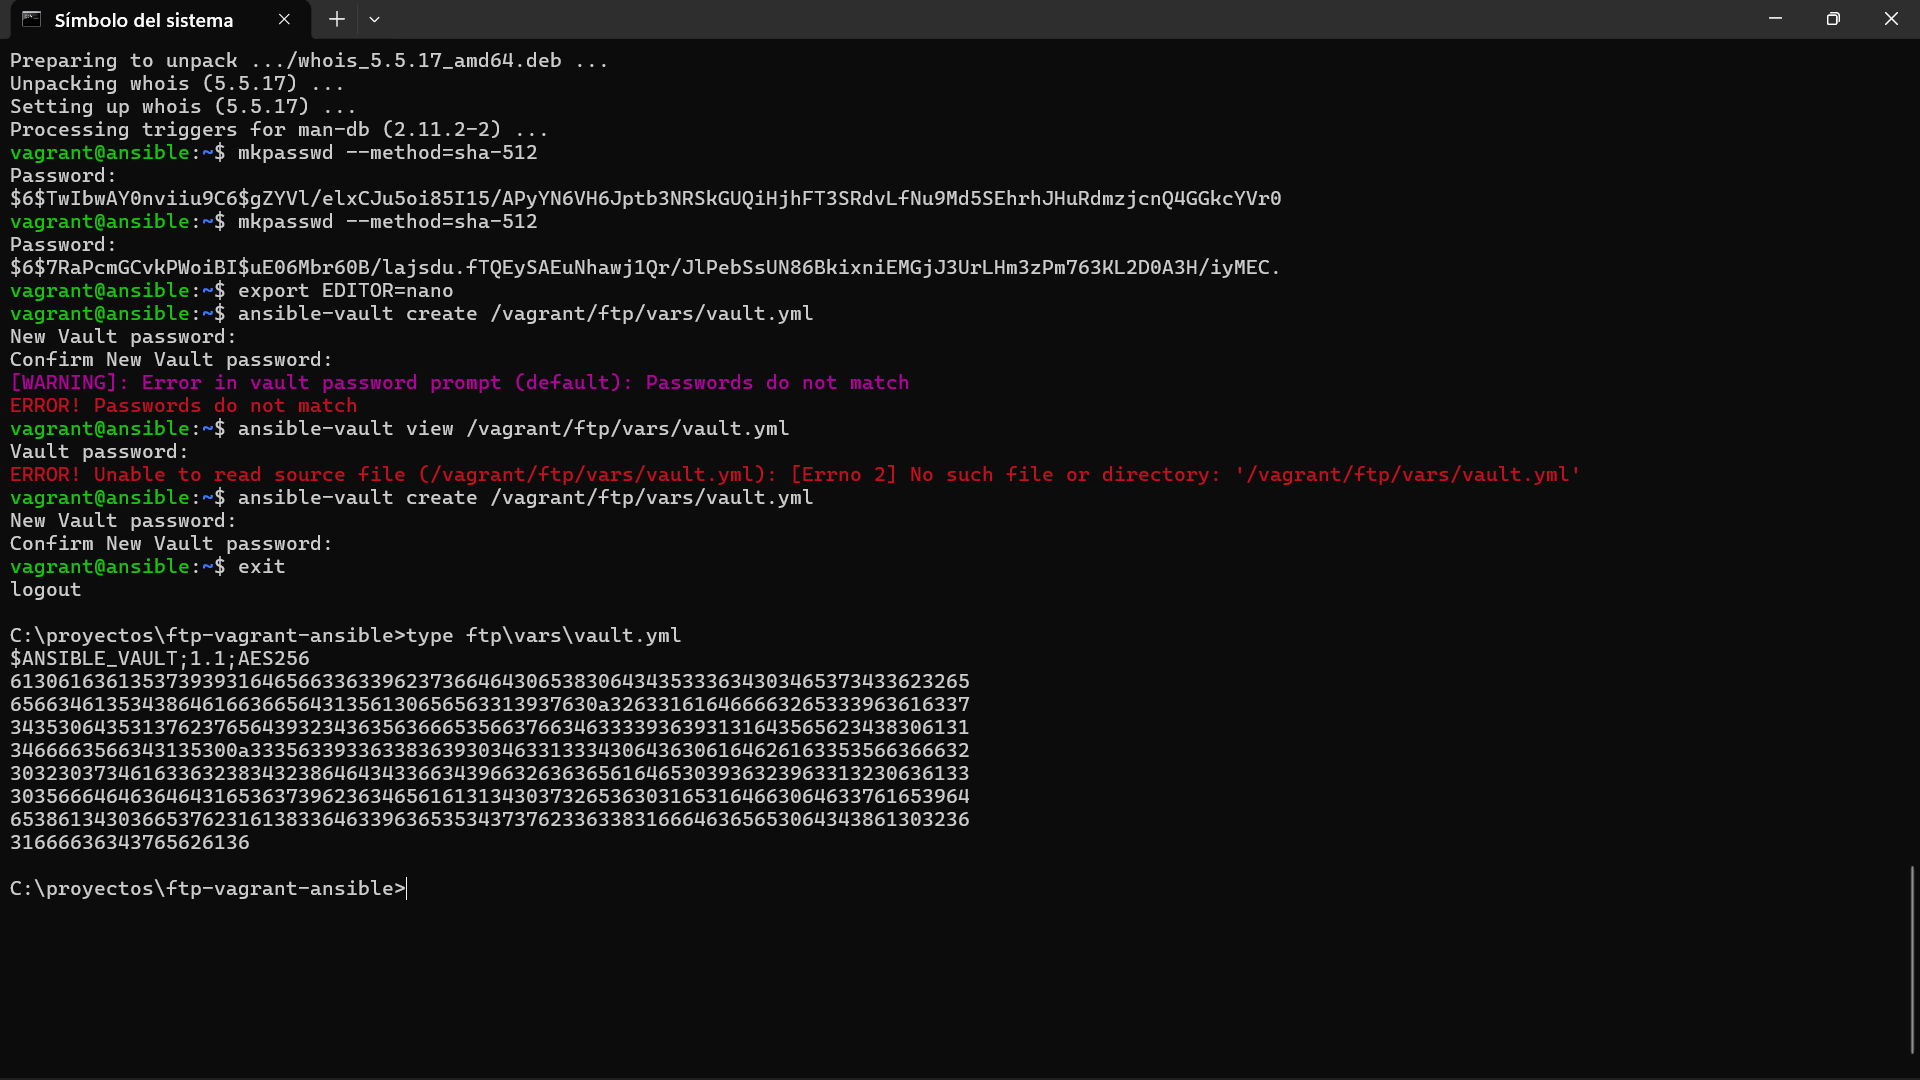 Símbolo del sistema
Preparing to unpack .../whois_5.5.17_amd64.deb ...
Unpacking whois (5.5.17) ...
Setting up whois (5.5.17) ...
Processing triggers for man-db (2.11.2-2) ...
vagrant@ansible:~$ mkpasswd --method=sha-512
Password:
$6$TwIbwAY0nviiu9C6$gZYVl/elxCJu5oi85I15/APyYN6VH6Jptb3NRSkGUQiHjhFT3SRdvLfNu9Md5SEhrhJHuRdmzjcnQ4GGkcYVr0
vagrant@ansible:~$ mkpasswd --method=sha-512
Password:
$6$7RaPcmGCvkPWoiBI$uE06Mbr60B/lajsdu.fTQEySAEuNhawj1Qr/JlPebSsUN86BkixniEMGjJ3UrLHm3zPm763KL2D0A3H/iyMEC.
vagrant@ansible:~$ export EDITOR=nano
vagrant@ansible:~$ ansible-vault create /vagrant/ftp/vars/vault.yml
New Vault password:
Confirm New Vault password:
[WARNING]: Error in vault password prompt (default): Passwords do not match
ERROR! Passwords do not match
vagrant@ansible:~$ ansible-vault view /vagrant/ftp/vars/vault.yml
Vault password:
ERROR! Unable to read source file (/vagrant/ftp/vars/vault.yml): [Errno 2] No such file or directory: '/vagrant/ftp/vars/vault.yml'
vagrant@ansible:~$ ansible-vault create /vagrant/ftp/vars/vault.yml
New Vault password:
Confirm New Vault password:
vagrant@ansible:~$ exit
logout
C:\proyectos\ftp-vagrant-ansible>type ftp\vars\vault.yml
$ANSIBLE_VAULT;1.1;AES256
61306163613537393931646566336339623736646430653830643435333634303465373433623265
6566346135343864616636656431356130656563313937630a326331616466663265333963616337
34353064353137623765643932343635636665356637663463333936393131643565623438306131
3466663566343135300a333563393363383639303463313334306436306164626163353566366632
30323037346163363238343238646434336634396632636365616465303936323963313230636133
30356664646364643165363739623634656161313430373265363031653164663064633761653964
65386134303665376231613833646339636535343737623363383166646365653064343861303236
31666636343765626136
C:\proyectos\ftp-vagrant-ansible>